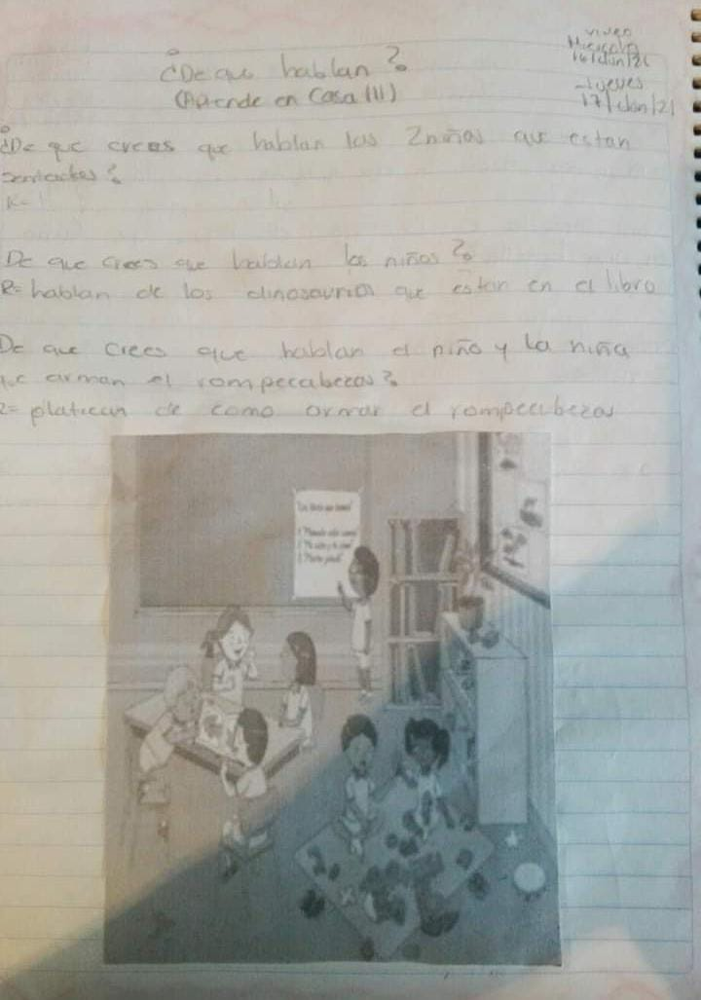 ¿De que hablan?
(Aprende en Casa III)
Miercoles
16/Jun/21
Jueves
17/Jun/21
¿De que crees que hablan las 2 niñas que estan
sentadas?
R=
De que crees que hablan los niños?
R= hablan de los dinosaurios que estan en el libro
De que crees que hablan el niño y la niña
que arman el rompecabezas?
R= platican de como armar el rompecabezas